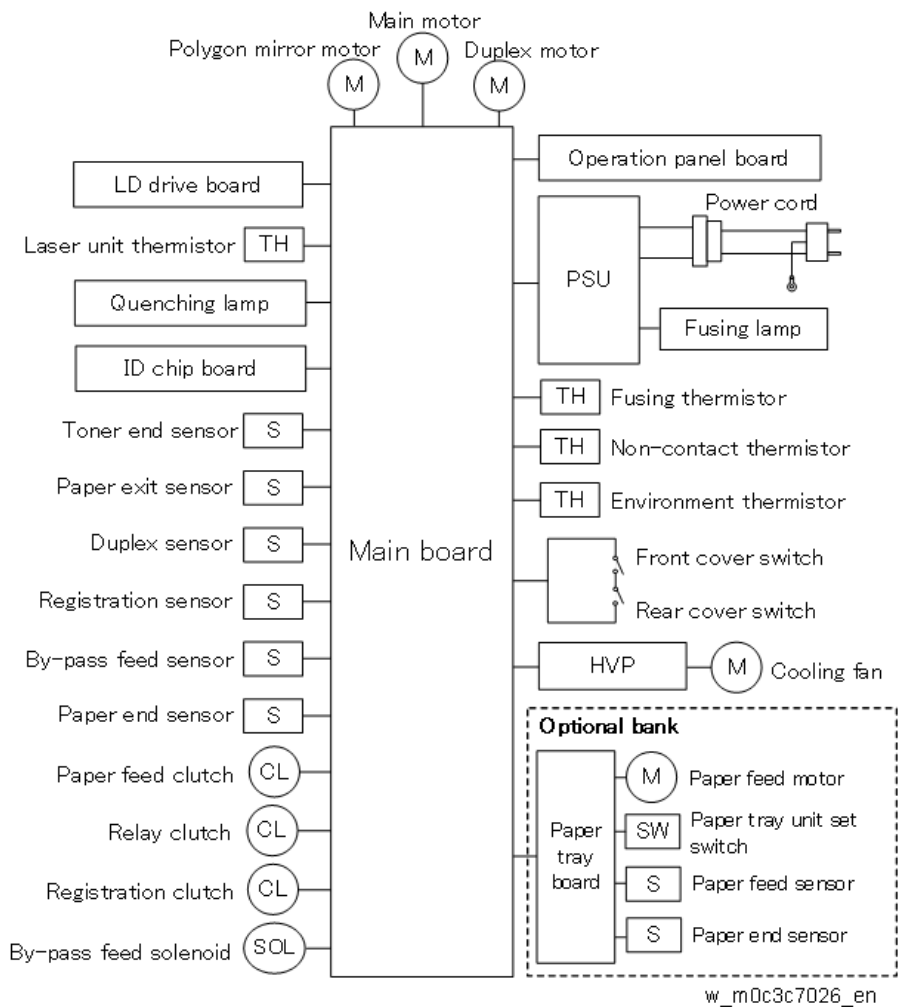 Main motor
Polygon mirror motor
Duplex motor
M
M
M
LD drive board
Laser unit thermistor TH
Quenching lamp
ID chip board
Toner end sensor S
Paper exit sensor S
Duplex sensor S
Registration sensor S
By-pass feed sensor S
Paper end sensor S
Paper feed clutch CL
Relay clutch CL
Registration clutch CL
By-pass feed solenoid SOL
Main board
Operation panel board
Power cord
PSU
Fusing lamp
TH Fusing thermistor
TH Non-contact thermistor
TH Environment thermistor
Front cover switch
Rear cover switch
HVP M Cooling fan
Optional bank
Paper
tray
board
M Paper feed motor
SW Paper tray unit set
switch
S Paper feed sensor
S Paper end sensor
w_m0c3c7026_en